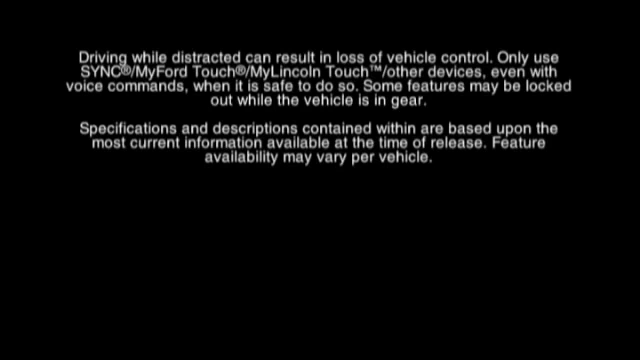 Driving while distracted can result in loss of vehicle control. Only use
SYNC®/MyFord Touch®/MyLincoln Touch™/other devices, even with
voice commands, when it is safe to do so. Some features may be locked
out while the vehicle is in gear.
Specifications and descriptions contained within are based upon the
most current information available at the time of release. Feature
availability may vary per vehicle.